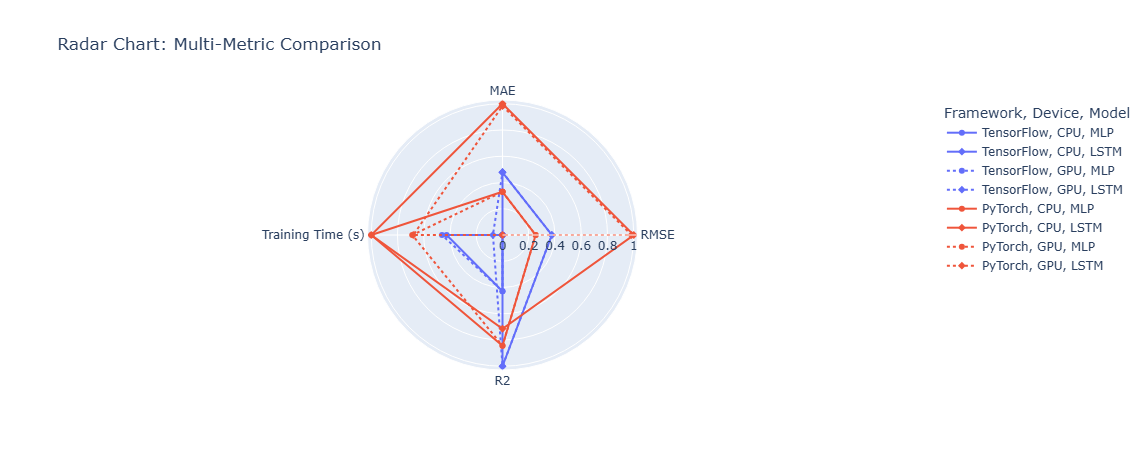 Radar Chart: Multi-Metric Comparison
MAE
Training Time (s)
RMSE
0 0.2 0.4 0.6 0.8 1
R2
Framework, Device, Model
TensorFlow, CPU, MLP
TensorFlow, CPU, LSTM
TensorFlow, GPU, MLP
TensorFlow, GPU, LSTM
PyTorch, CPU, MLP
PyTorch, CPU, LSTM
PyTorch, GPU, MLP
PyTorch, GPU, LSTM